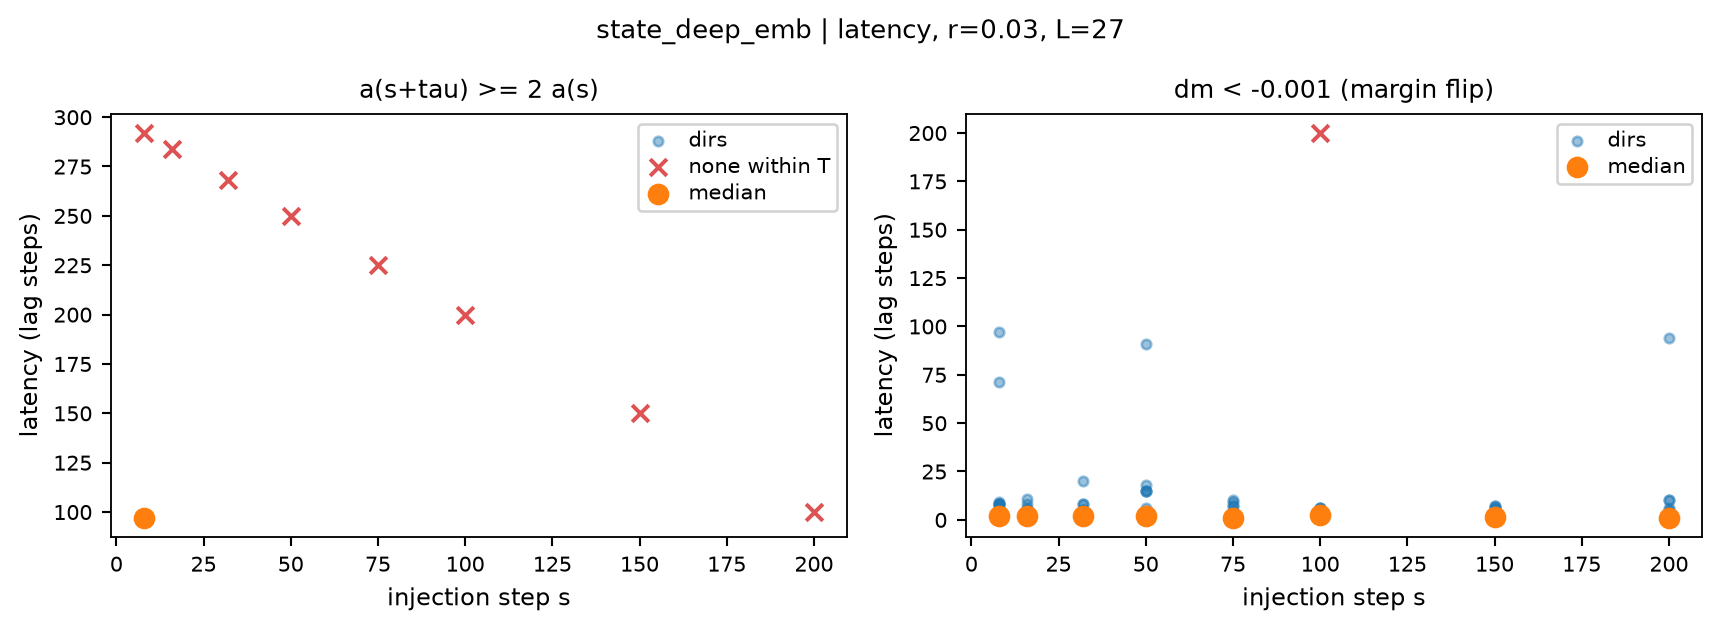 state_deep_emb | latency, r=0.03, L=27
a(s+tau) >= 2 a(s)
300
275
250
225
200
175
150
125
100
latency (lag steps)
0 25 50 75 100 125 150 175 200
injection step s
dirs
none within T
median
dm < -0.001 (margin flip)
200
175
150
125
100
75
50
25
0
latency (lag steps)
0 25 50 75 100 125 150 175 200
injection step s
dirs
median